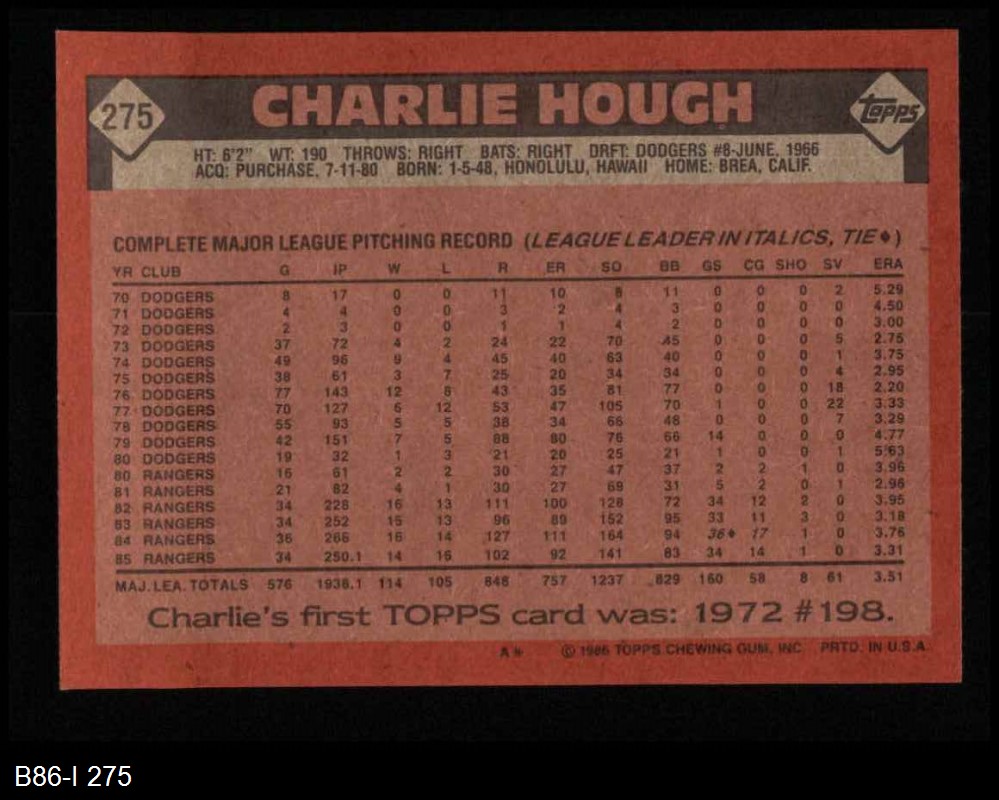 275 CHARLIE HOUGH TOPPS
HT: 6'2" WT: 190 THROWS: RIGHT BATS: RIGHT DRFT: DODGERS #8-JUNE, 1966
ACQ: PURCHASE, 7-11-80 BORN: 1-5-48, HONOLULU, HAWAII HOME: BREA, CALIF.
COMPLETE MAJOR LEAGUE PITCHING RECORD (LEAGUE LEADER IN ITALICS, TIE♦)
YR CLUB G IP W L R ER SO BB GS CG SHO SV ERA
70 DODGERS 8 17 0 0 11 10 8 11 0 0 0 2 5.29
71 DODGERS 4 4 0 0 3 2 4 3 0 0 0 0 4.50
72 DODGERS 2 3 0 0 1 1 4 2 0 0 0 0 3.00
73 DODGERS 37 72 4 2 24 22 70 45 0 0 0 5 2.75
74 DODGERS 49 96 9 4 45 40 63 40 0 0 0 1 3.75
75 DODGERS 38 61 3 7 25 20 34 34 0 0 0 4 2.95
76 DODGERS 77 143 12 8 43 35 81 77 0 0 0 18 2.20
77 DODGERS 70 127 6 12 53 47 105 70 1 0 0 22 3.33
78 DODGERS 55 93 5 5 38 34 66 48 0 0 0 7 3.29
79 DODGERS 42 151 7 5 88 80 76 66 14 0 0 0 4.77
80 DODGERS 19 32 1 3 21 20 25 21 1 0 0 1 5.63
80 RANGERS 16 61 2 2 30 27 47 37 2 2 1 0 3.96
81 RANGERS 21 82 4 1 30 27 69 31 5 2 0 1 2.96
82 RANGERS 34 228 16 13 111 100 128 72 34 12 2 0 3.95
83 RANGERS 34 252 15 13 96 89 152 95 33 11 3 0 3.18
84 RANGERS 36 266 16 14 127 111 164 94 36♦ 17 1 0 3.76
85 RANGERS 34 250.1 14 16 102 92 141 83 34 14 1 0 3.31
MAJ. LEA. TOTALS 576 1938.1 114 105 848 757 1237 829 160 58 8 61 3.51
Charlie's first TOPPS card was: 1972 #198.
A* © 1986 TOPPS CHEWING GUM, INC. PRTD. IN U.S.A.
B86-I 275